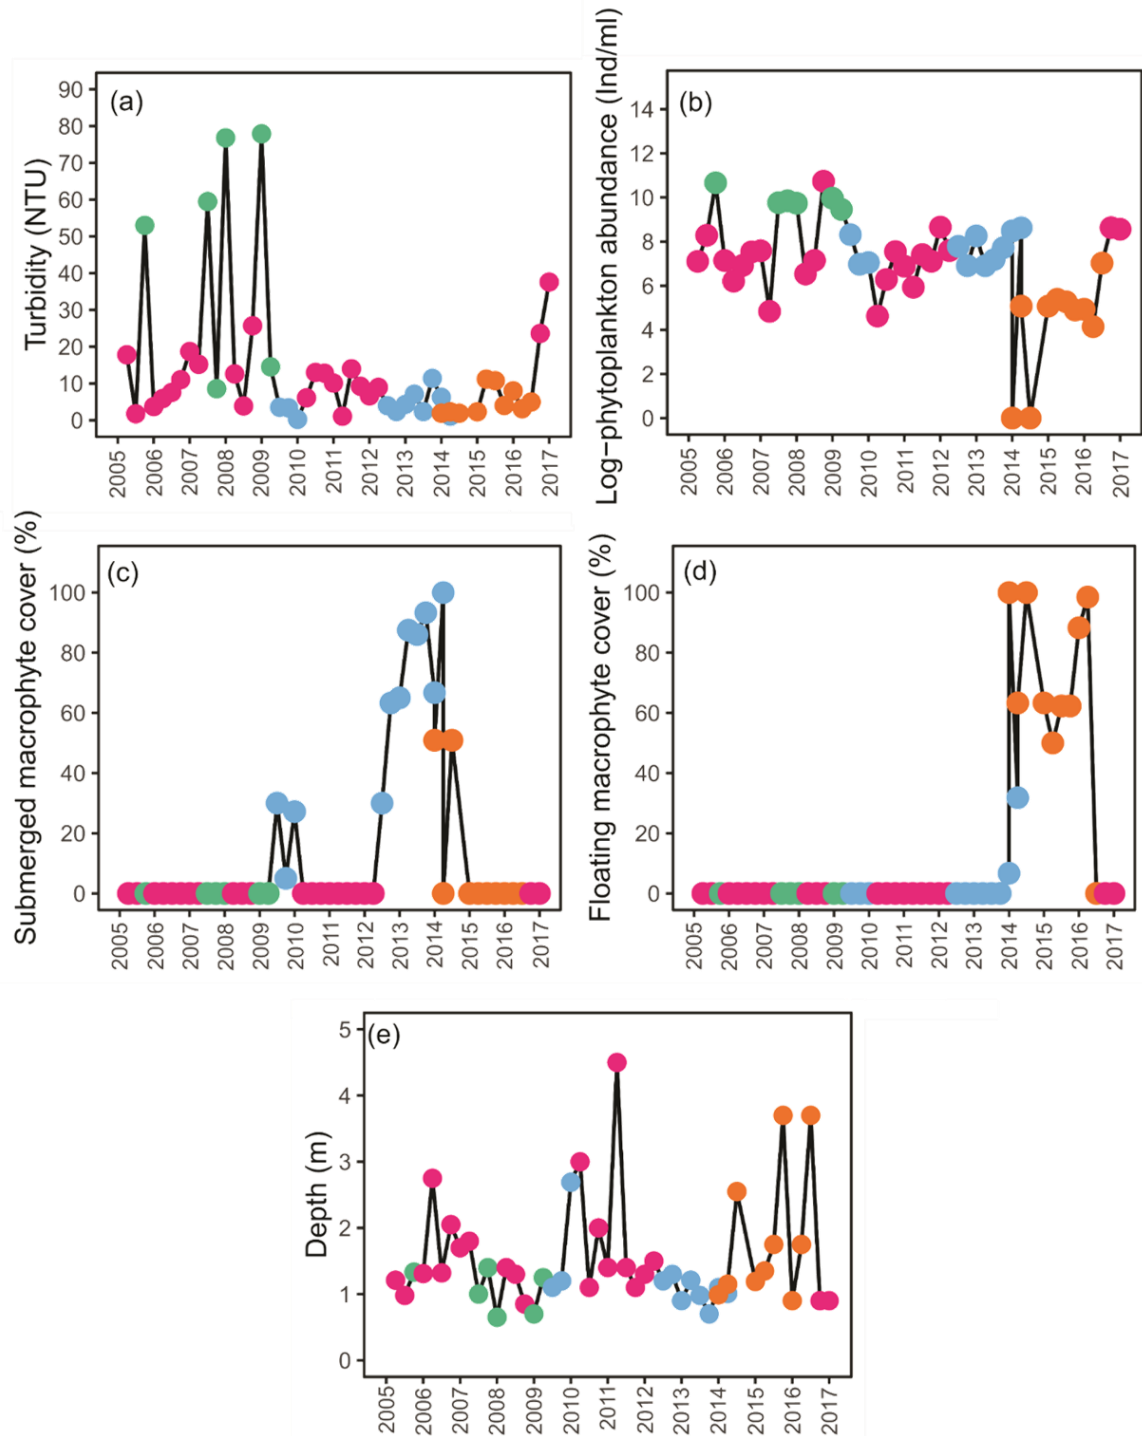 (a)
Turbidity (NTU)
90
80
70
60
50
40
30
20
10
0
2005 2006 2007 2008 2009 2010 2011 2012 2013 2014 2015 2016 2017
(b)
Log−phytoplankton abundance (Ind/ml)
14
12
10
8
6
4
2
0
2005 2006 2007 2008 2009 2010 2011 2012 2013 2014 2015 2016 2017
(c)
Submerged macrophyte cover (%)
100
80
60
40
20
0
2005 2006 2007 2008 2009 2010 2011 2012 2013 2014 2015 2016 2017
(d)
Floating macrophyte cover (%)
100
80
60
40
20
0
2005 2006 2007 2008 2009 2010 2011 2012 2013 2014 2015 2016 2017
(e)
Depth (m)
5
4
3
2
1
0
2005 2006 2007 2008 2009 2010 2011 2012 2013 2014 2015 2016 2017